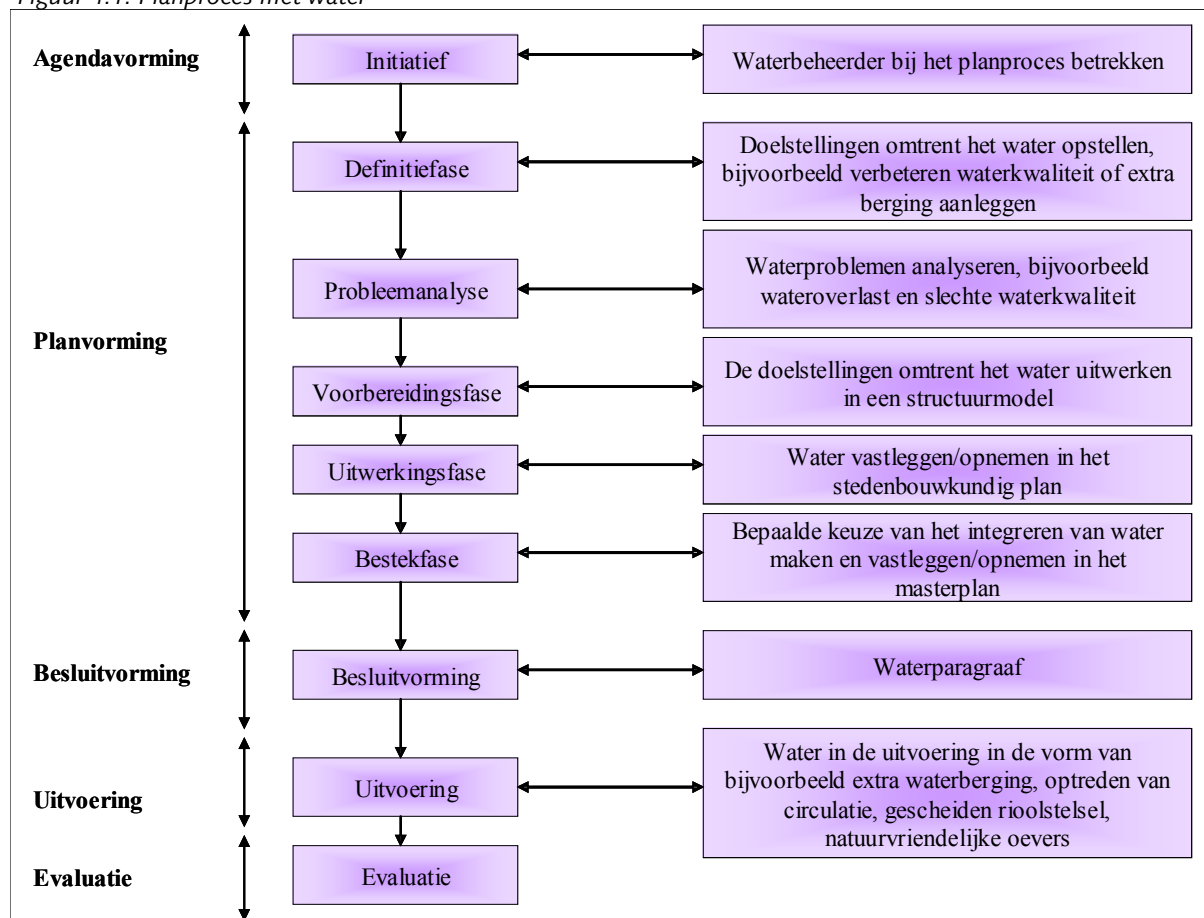 Figuur 4.1: Planproces met water
Agendavorming
Initiatief
Waterbeheerder bij het planproces betrekken
Definitiefase
Doelstellingen omtrent het water opstellen,
bijvoorbeeld verbeteren waterkwaliteit of extra
berging aanleggen
Planvorming
Probleemanalyse
Waterproblemen analyseren, bijvoorbeeld
wateroverlast en slechte waterkwaliteit
Voorbereidingsfase
De doelstellingen omtrent het water uitwerken
in een structuurmodel
Uitwerkingsfase
Water vastleggen/opnemen in het
stedenbouwkundig plan
Bestekfase
Bepaalde keuze van het integreren van water
maken en vastleggen/opnemen in het
masterplan
Besluitvorming
Besluitvorming
Waterparagraaf
Uitvoering
Uitvoering
Water in de uitvoering in de vorm van
bijvoorbeeld extra waterberging, optreden van
circulatie, gescheiden rioolstelsel,
natuurvriendelijke oevers
Evaluatie
Evaluatie